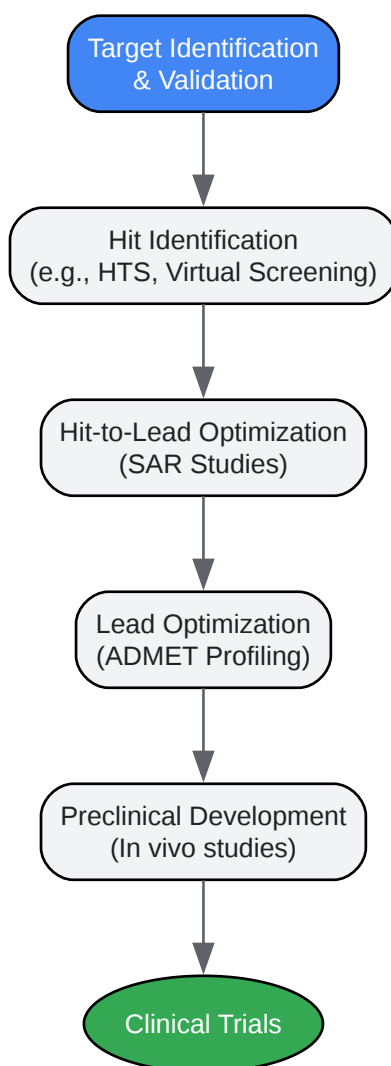 Target Identification
& Validation
Hit Identification
(e.g., HTS, Virtual Screening)
Hit-to-Lead Optimization
(SAR Studies)
Lead Optimization
(ADMET Profiling)
Preclinical Development
(In vivo studies)
Clinical Trials